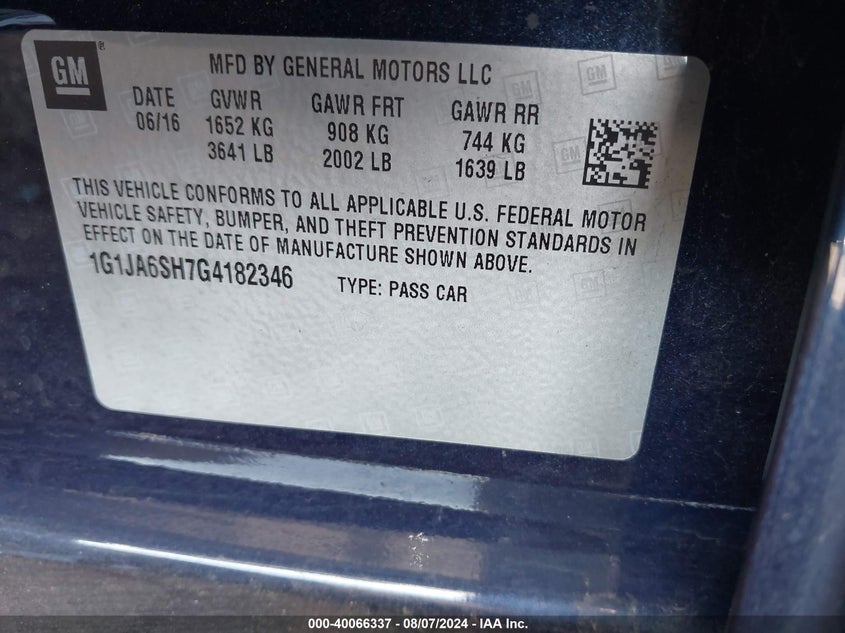 GM
MFD BY GENERAL MOTORS LLC
DATE GVWR GAWR FRT GAWR RR
06/16 1652 KG 908 KG 744 KG
3641 LB 2002 LB 1639 LB
THIS VEHICLE CONFORMS TO ALL APPLICABLE U.S. FEDERAL MOTOR
VEHICLE SAFETY, BUMPER, AND THEFT PREVENTION STANDARDS IN
EFFECT ON THE DATE OF MANUFACTURE SHOWN ABOVE.
1G1JA6SH7G4182346 TYPE: PASS CAR
000-40066337 - 08/07/2024 - IAA Inc.